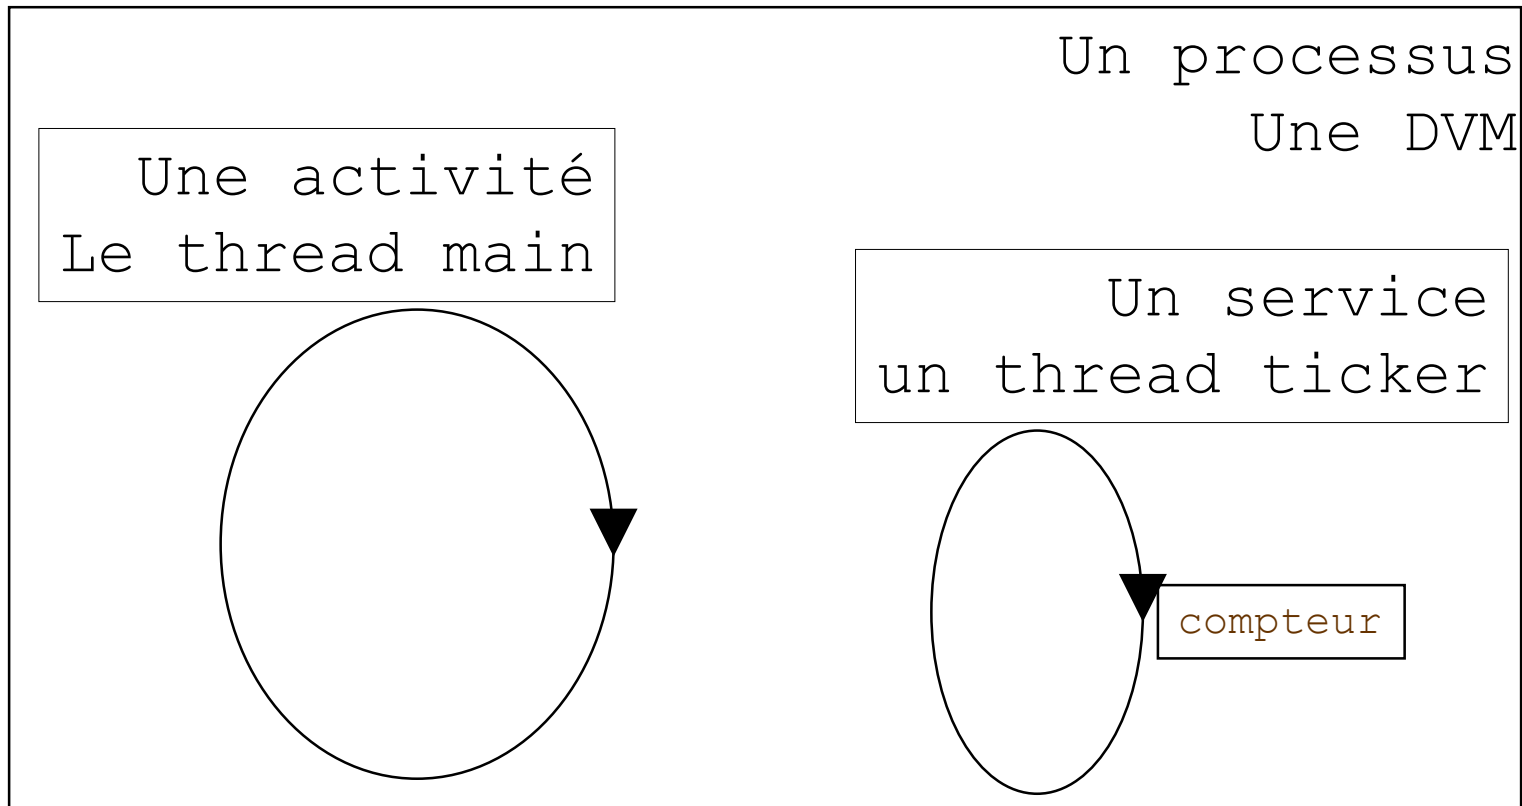 Un processus
Une DVM
Une activité
Le thread main
Un service
un thread ticker
compteur